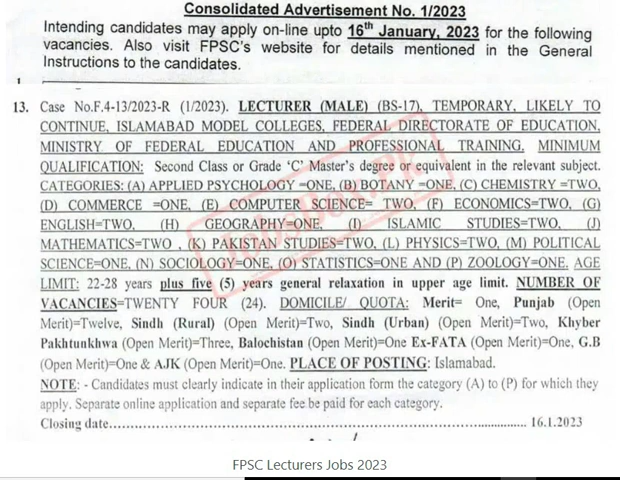 Consolidated Advertisement No. 1/2023
Intending candidates may apply on-line upto 16th January, 2023 for the following
vacancies. Also visit FPSC's website for details mentioned in the General
Instructions to the candidates.
1
13. Case No.F.4-13/2023-R (1/2023). LECTURER (MALE) (BS-17), TEMPORARY, LIKELY TO
CONTINUE, ISLAMABAD MODEL COLLEGES, FEDERAL DIRECTORATE OF EDUCATION,
MINISTRY OF FEDERAL EDUCATION AND PROFESSIONAL TRAINING. MINIMUM
QUALIFICATION: Second Class or Grade 'C' Master's degree or equivalent in the relevant subject.
CATEGORIES: (A) APPLIED PSYCHOLOGY =ONE, (B) BOTANY =ONE, (C) CHEMISTRY =TWO,
(D) COMMERCE =ONE, (E) COMPUTER SCIENCE= TWO, (F) ECONOMICS=TWO, (G)
ENGLISH=TWO, (H) GEOGRAPHY=ONE, (I) ISLAMIC STUDIES=TWO, (J)
MATHEMATICS=TWO , (K) PAKISTAN STUDIES=TWO, (L) PHYSICS=TWO, (M) POLITICAL
SCIENCE=ONE, (N) SOCIOLOGY=ONE, (O) STATISTICS=ONE AND (P) ZOOLOGY=ONE. AGE
LIMIT: 22-28 years plus five (5) years general relaxation in upper age limit. NUMBER OF
VACANCIES=TWENTY FOUR (24). DOMICILE/ QUOTA: Merit= One, Punjab (Open
Merit)=Twelve, Sindh (Rural) (Open Merit)=Two, Sindh (Urban) (Open Merit)=Two, Khyber
Pakhtunkhwa (Open Merit)=Three, Balochistan (Open Merit)=One Ex-FATA (Open Merit)=One, G.B
(Open Merit)=One & AJK (Open Merit)=One. PLACE OF POSTING: Islamabad.
NOTE: - Candidates must clearly indicate in their application form the category (A) to (P) for which they
apply. Separate online application and separate fee be paid for each category.
Closing date.......................................................................................................... 16.1.2023
JobsBox.Pk
FPSC Lecturers Jobs 2023